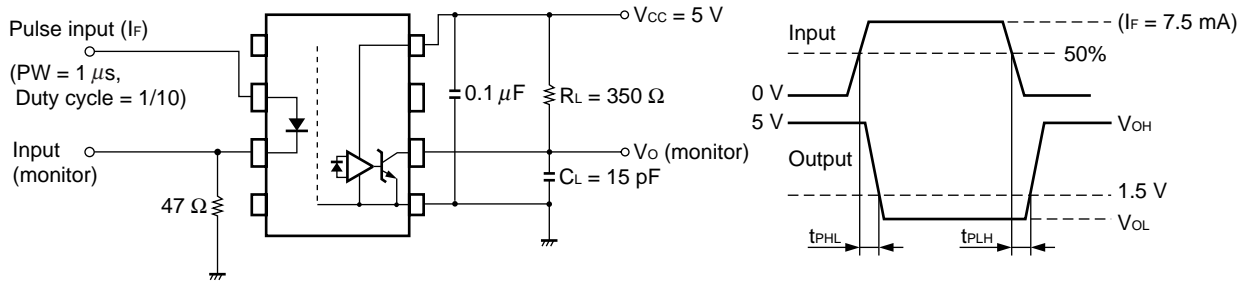 Pulse input (IF)
(PW = 1 μs,
Duty cycle = 1/10)
Input
(monitor)
47 Ω
VCC = 5 V
0.1 μF
RL = 350 Ω
VO (monitor)
CL = 15 pF
Input
(IF = 7.5 mA)
50%
0 V
5 V
VOH
Output
1.5 V
VOL
tPHL
tPLH